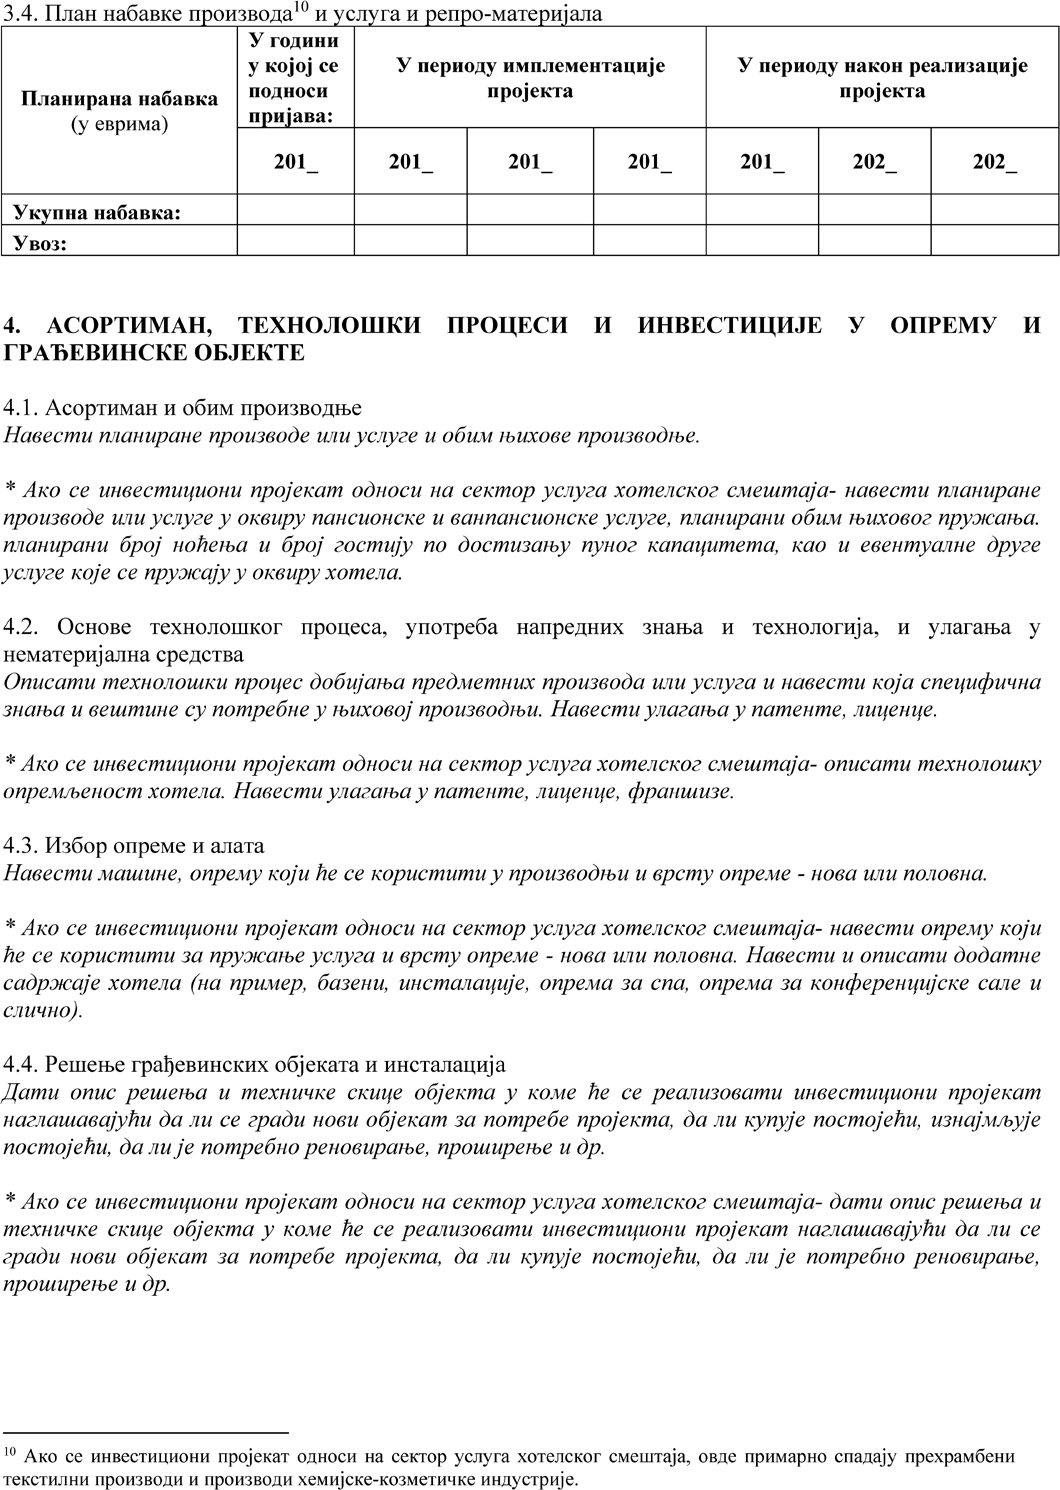 3.4. План набавке производа10 и услуга и репро-материјала
Планирана набавка
(у еврима)
У години
у којој се
подноси
пријава:
У периоду имплементације
пројекта
У периоду након реализације
пројекта
201_ 201_ 201_ 201_ 201_ 202_ 202_
Укупна набавка:
Увоз:
4. АСОРТИМАН, ТЕХНОЛОШКИ ПРОЦЕСИ И ИНВЕСТИЦИЈЕ У ОПРЕМУ И
ГРАЂЕВИНСКЕ ОБЈЕКТЕ
4.1. Асортиман и обим производње
Навести планиране производе или услуге и обим њихове производње.
* Ако се инвестициони пројекат односи на сектор услуга хотелског смештаја- навести планиране
производе или услуге у оквиру пансионске и ванпансионске услуге, планирани обим њиховог пружања.
планирани број ноћења и број гостију по достизању пуног капацитета, као и евентуалне друге
услуге које се пружају у оквиру хотела.
4.2. Основе технолошког процеса, употреба напредних знања и технологија, и улагања у
нематеријална средства
Описати технолошки процес добијања предметних производа или услуга и навести која специфична
знања и вештине су потребне у њиховој производњи. Навести улагања у патенте, лиценце.
* Ако се инвестициони пројекат односи на сектор услуга хотелског смештаја- описати технолошку
опремљеност хотела. Навести улагања у патенте, лиценце, франшизе.
4.3. Избор опреме и алата
Навести машине, опрему који ће се користити у производњи и врсту опреме - нова или половна.
* Ако се инвестициони пројекат односи на сектор услуга хотелског смештаја- навести опрему који
ће се користити за пружање услуга и врсту опреме - нова или половна. Навести и описати додатне
садржаје хотела (на пример, базени, инсталације, опрема за спа, опрема за конференцијске сале и
слично).
4.4. Решење грађевинских објеката и инсталација
Дати опис решења и техничке скице објекта у коме ће се реализовати инвестициони пројекат
наглашавајући да ли се гради нови објекат за потребе пројекта, да ли купује постојећи, изнајмљује
постојећи, да ли је потребно реновирање, проширење и др.
* Ако се инвестициони пројекат односи на сектор услуга хотелског смештаја- дати опис решења и
техничке скице објекта у коме ће се реализовати инвестициони пројекат наглашавајући да ли се
гради нови објекат за потребе пројекта, да ли купује постојећи, да ли је потребно реновирање,
проширење и др.
10 Ако се инвестициони пројекат односи на сектор услуга хотелског смештаја, овде примарно спадају прехрамбени
текстилни производи и производи хемијске-козметичке индустрије.